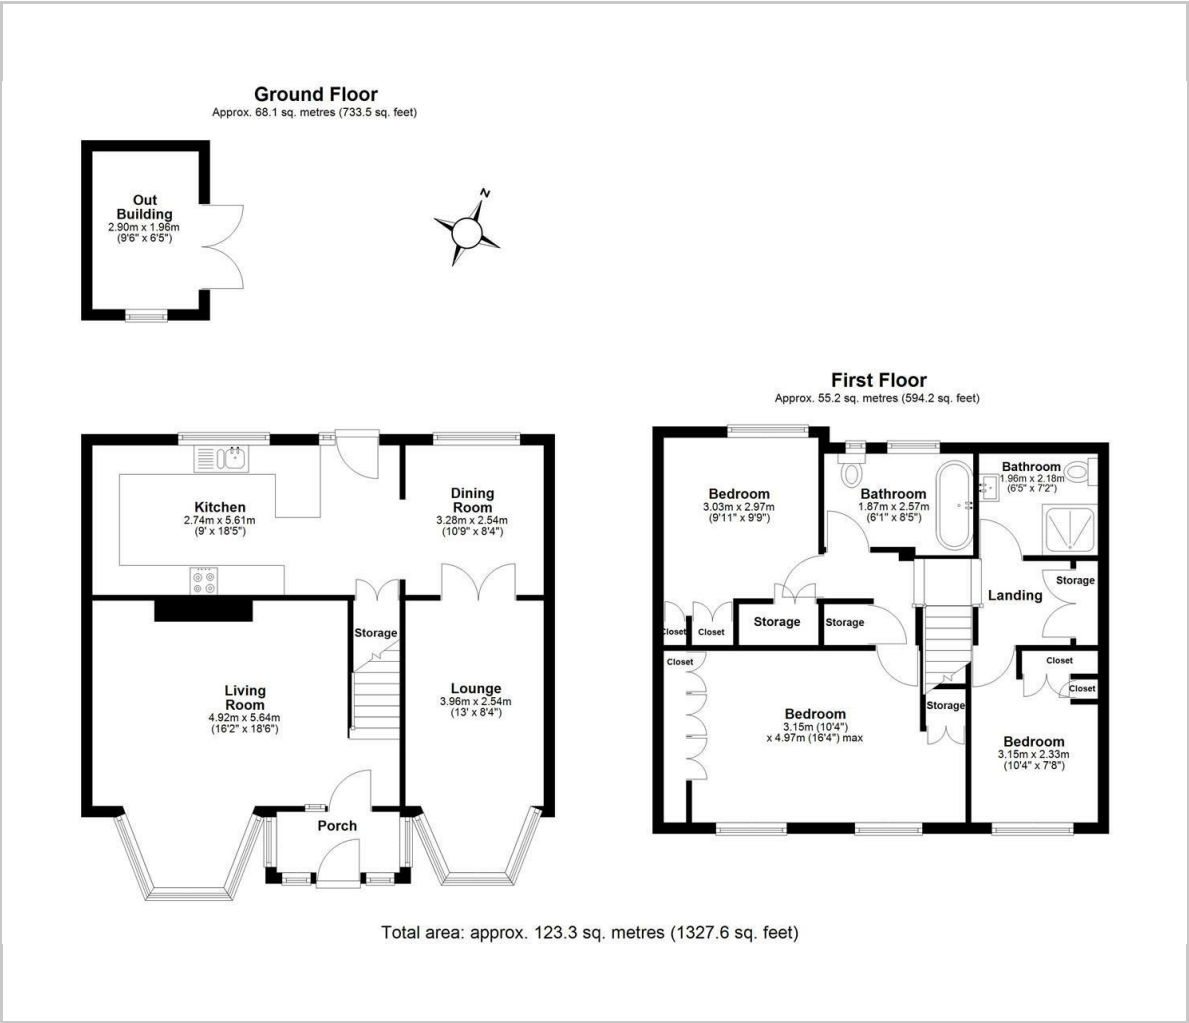 Ground Floor
Approx. 68.1 sq. metres (733.5 sq. feet)
Out
Building
2.90m x 1.96m
(9'6" x 6'5")
N
Kitchen
2.74m x 5.61m
(9' x 18'5")
Dining
Room
3.28m x 2.54m
(10'9" x 8'4")
Storage
Living
Room
4.92m x 5.64m
(16'2" x 18'6")
Lounge
3.96m x 2.54m
(13' x 8'4")
Porch
First Floor
Approx. 55.2 sq. metres (594.2 sq. feet)
Bedroom
3.03m x 2.97m
(9'11" x 9'9")
Bathroom
1.87m x 2.57m
(6'1" x 8'5")
Bathroom
1.96m x 2.18m
(6'5" x 7'2")
Storage
Landing
Closet
Closet
Storage
Storage
Closet
Closet
Closet
Storage
Bedroom
3.15m (10'4")
x 4.97m (16'4") max
Bedroom
3.15m x 2.33m
(10'4" x 7'8")
Total area: approx. 123.3 sq. metres (1327.6 sq. feet)